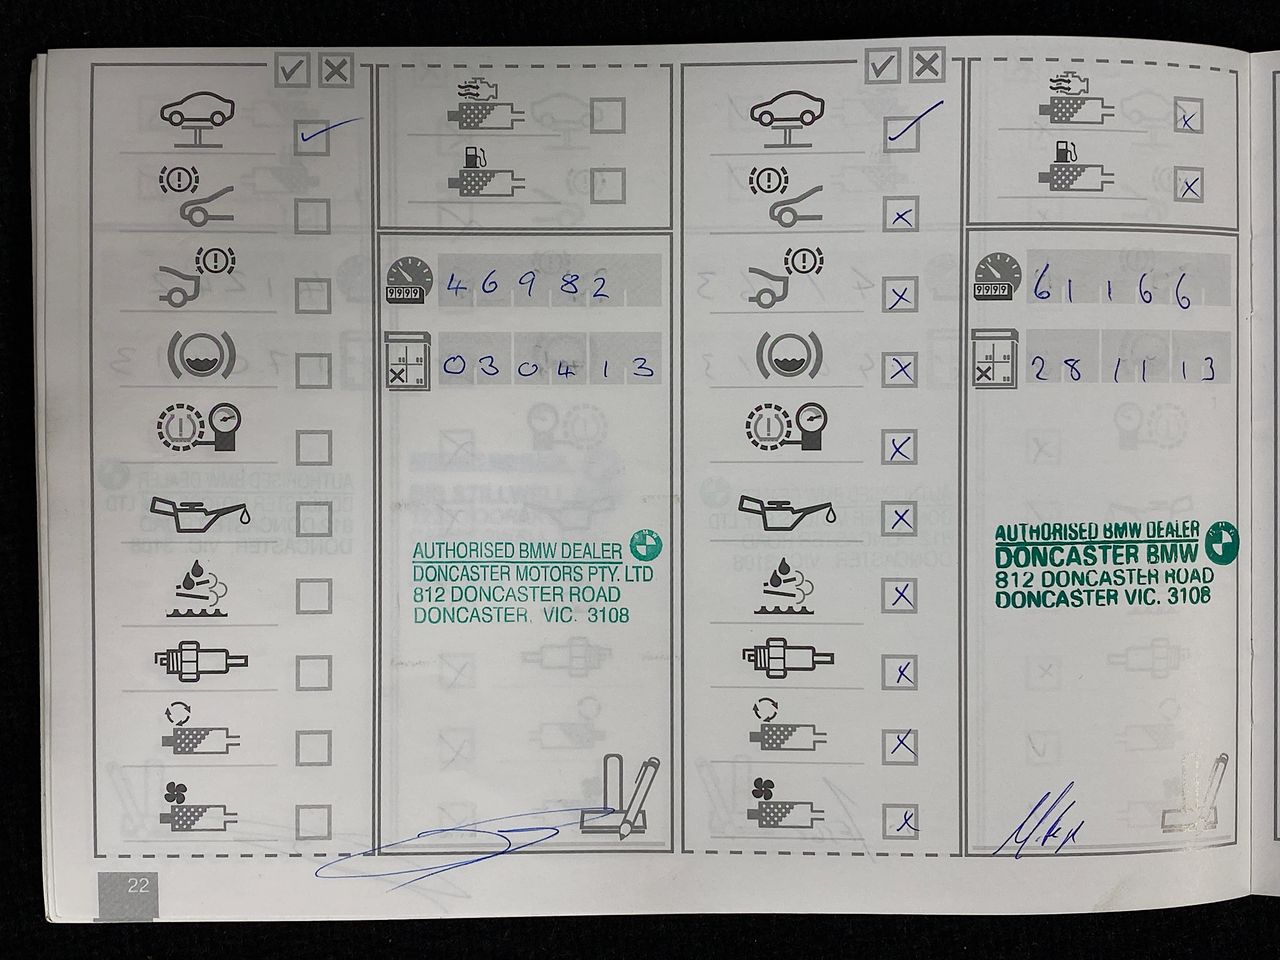 46982
030413
AUTHORISED BMW DEALER
DONCASTER MOTORS PTY. LTD
812 DONCASTER ROAD
DONCASTER, VIC. 3108
61166
281113
AUTHORISED BMW DEALER
DONCASTER BMW
812 DONCASTER ROAD
DONCASTER VIC. 3108
22